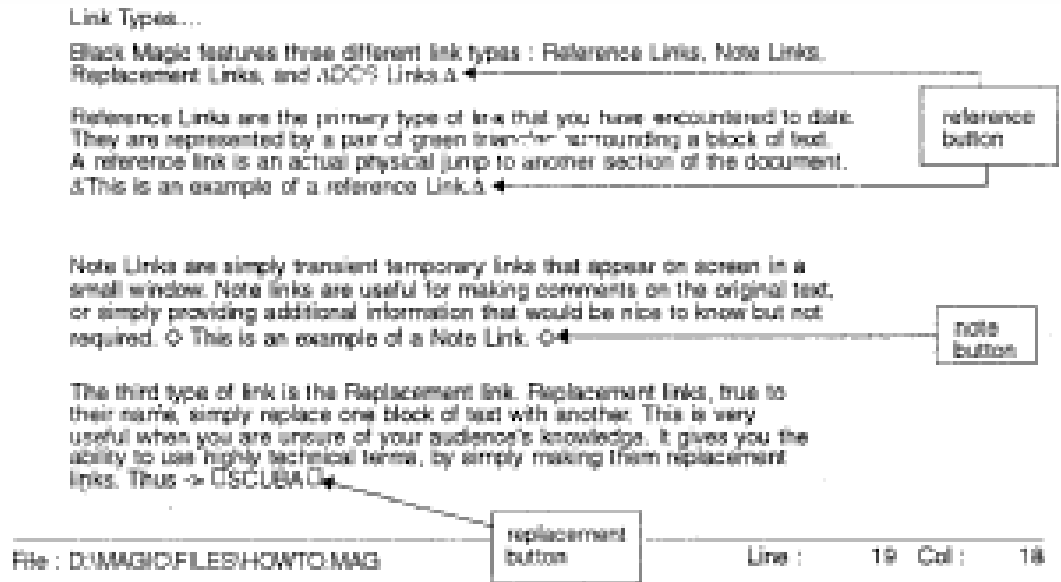 Link Types....
Black Magic features three different link types : Reference Links, Note Links,
Replacement Links, and ΔDOS Links Δ
Reference Links are the primary type of link that you have encountered to date.
They are represented by a pair of green surrounding a block of text.
A reference link is an actual physical jump to another section of the document.
ΔThis is an example of a reference Link.Δ
reference
button
Note Links are simply transient temporary links that appear on screen in a
small window. Note links are useful for making comments on the original text,
or simply providing additional information that would be nice to know but not
required. ◇ This is an example of a Note Link. ◇
note
button
The third type of link is the Replacement link. Replacement links, true to
their name, simply replace one block of text with another. This is very
useful when you are unsure of your audience's knowledge. It gives you the
ability to use highly technical terms, by simply making them replacement
links. Thus -> ▯SCUBA▯
replacement
button
File : D:\MAGIC\FILES\HOWTO.MAG Line : 19 Col : 18